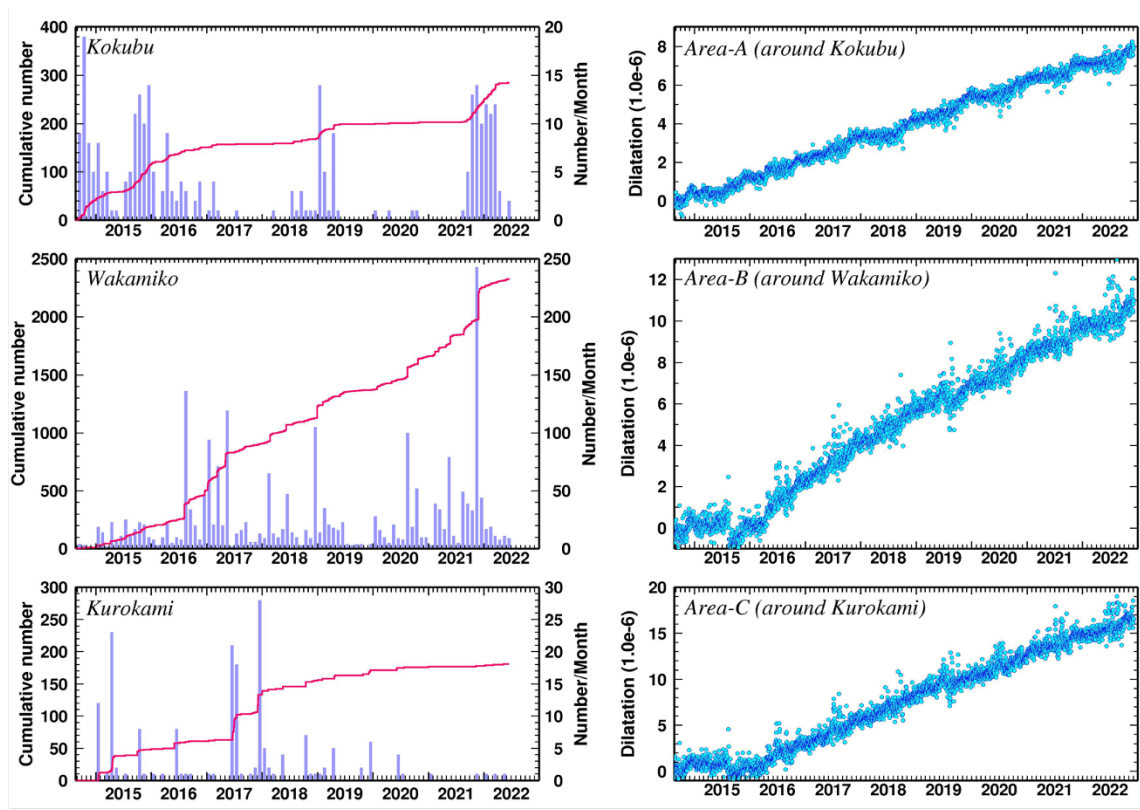 Kokubu
Cumulative number
400
300
200
100
0
20
15
10
5
0
Number/Month
2015 2016 2017 2018 2019 2020 2021 2022
Area-A (around Kokubu)
Dilatation (1.0e-6)
8
6
4
2
0
2015 2016 2017 2018 2019 2020 2021 2022
Wakamiko
Cumulative number
2500
2000
1500
1000
500
0
250
200
150
100
50
0
Number/Month
2015 2016 2017 2018 2019 2020 2021 2022
Area-B (around Wakamiko)
Dilatation (1.0e-6)
12
10
8
6
4
2
0
2015 2016 2017 2018 2019 2020 2021 2022
Kurokami
Cumulative number
300
250
200
150
100
50
0
30
25
20
15
10
5
0
Number/Month
2015 2016 2017 2018 2019 2020 2021 2022
Area-C (around Kurokami)
Dilatation (1.0e-6)
20
15
10
5
0
2015 2016 2017 2018 2019 2020 2021 2022